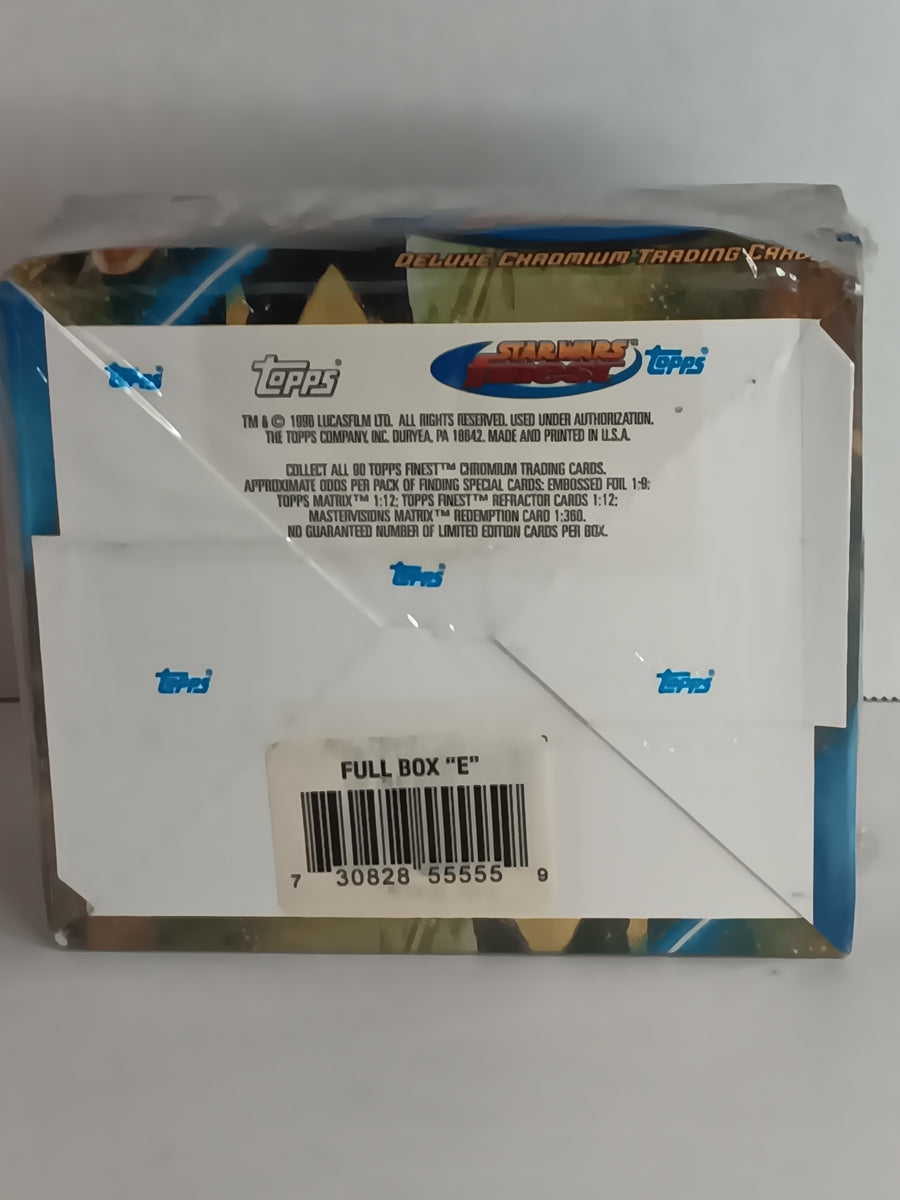 DELUXE CHROMIUM TRADING CARD
Topps
Topps
STAR WARS™
Finest
Topps
TM & © 1996 LUCASFILM LTD. ALL RIGHTS RESERVED. USED UNDER AUTHORIZATION.
THE TOPPS COMPANY, INC. DURYEA, PA 18642. MADE AND PRINTED IN U.S.A.
COLLECT ALL 90 TOPPS FINEST™ CHROMIUM TRADING CARDS.
APPROXIMATE ODDS PER PACK OF FINDING SPECIAL CARDS: EMBOSSED FOIL 1:9;
TOPPS MATRIX™ 1:12; TOPPS FINEST™ REFRACTOR CARDS 1:12;
MASTERVISIONS MATRIX™ REDEMPTION CARD 1:360.
NO GUARANTEED NUMBER OF LIMITED EDITION CARDS PER BOX.
Topps
Topps
Topps
FULL BOX "E"
7 30828 55555 9